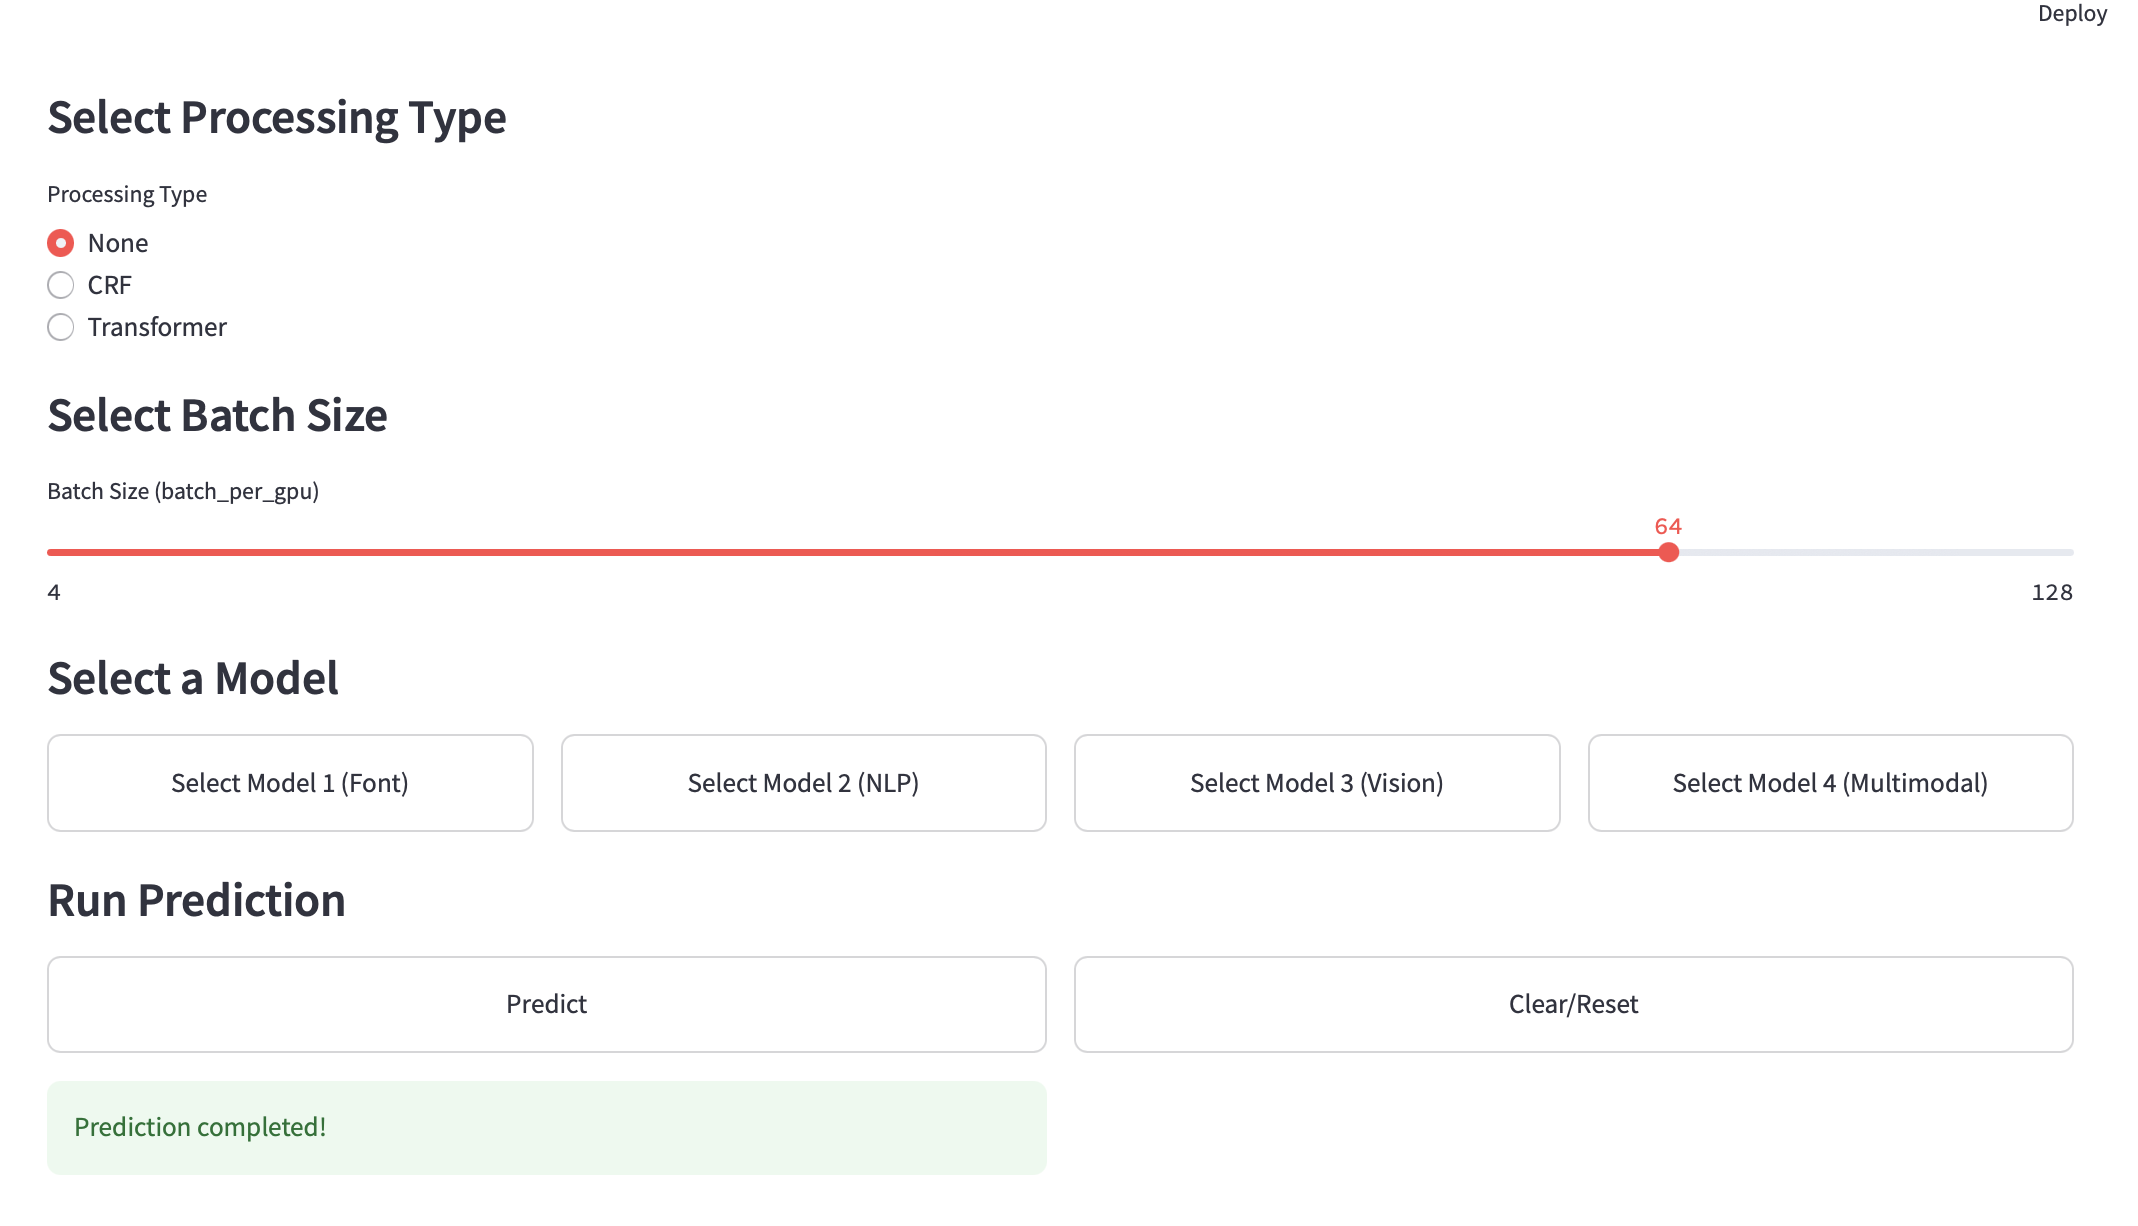 Deploy
Select Processing Type
Processing Type
None
CRF
Transformer
Select Batch Size
Batch Size (batch_per_gpu)
64
4 128
Select a Model
Select Model 1 (Font) Select Model 2 (NLP) Select Model 3 (Vision) Select Model 4 (Multimodal)
Run Prediction
Predict Clear/Reset
Prediction completed!